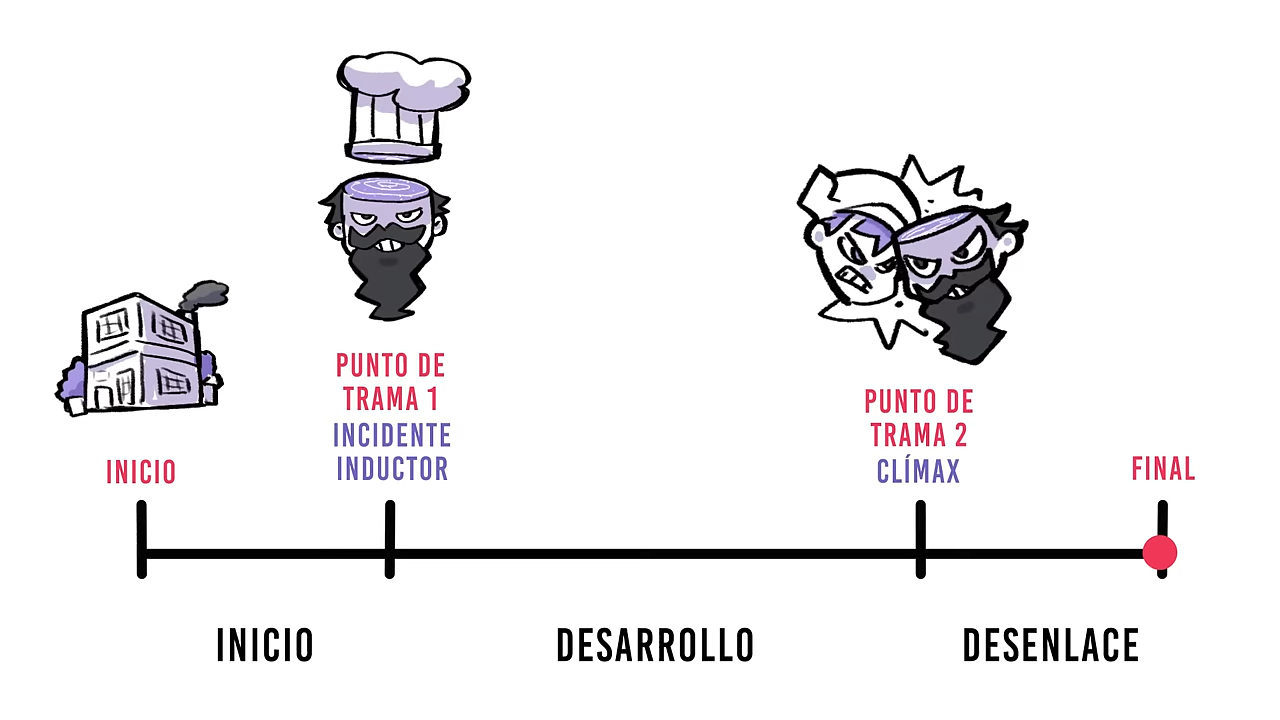 INICIO
PUNTO DE
TRAMA 1
INCIDENTE
INDUCTOR
PUNTO DE
TRAMA 2
CLÍMAX
FINAL
INICIO
DESARROLLO
DESENLACE